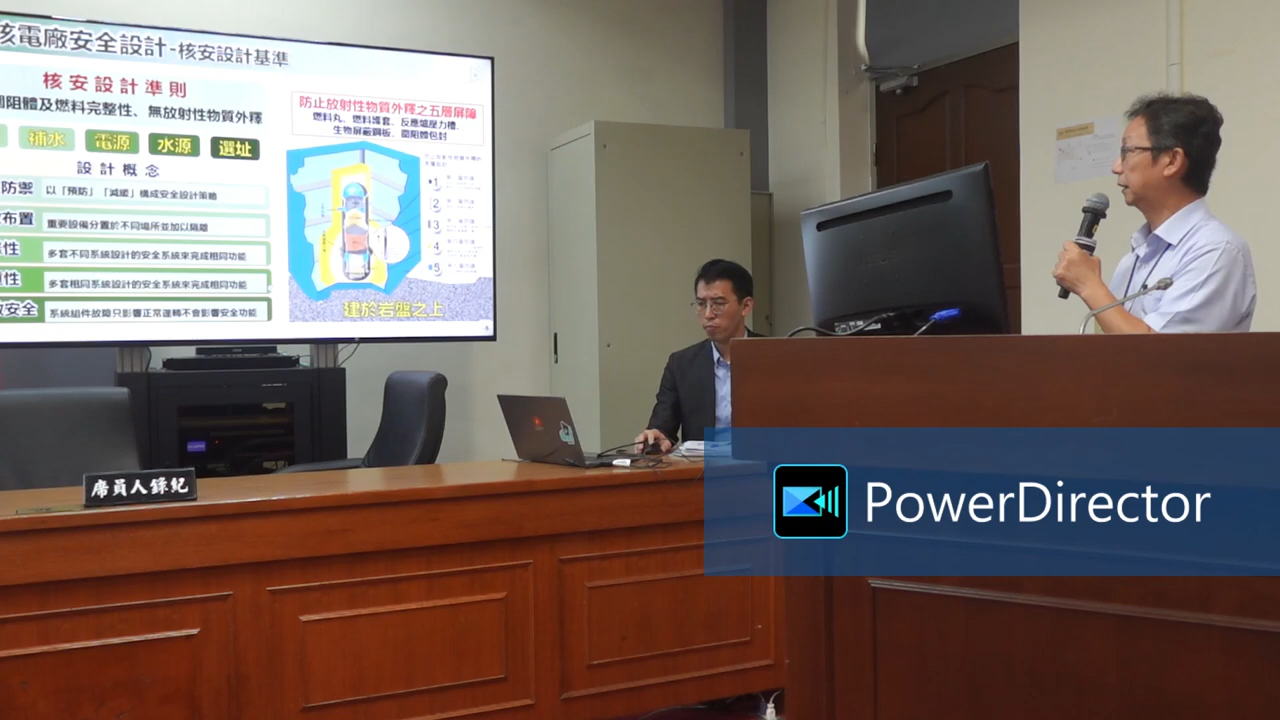 核電廠安全設計-核安設計基準
核安設計準則
圍阻體及燃料完整性、無放射性物質外釋
補水
電源
水源
選址
設計概念
防禦
以「預防」「減緩」構成安全設計策略
布置
重要設備分置於不同場所並加以隔離
性
多套不同系統設計的安全系統來完成相同功能
性
多套相同系統設計的安全系統來完成相同功能
安全
系統組件故障只影響正常運轉不會影響安全功能
防止放射性物質外釋之五層屏障
燃料丸、燃料護套、反應爐壓力槽、
生物屏蔽鋼板、圍阻體包封
1
2
3
4
5
建於岩盤之上
席員人錄紀
PowerDirector